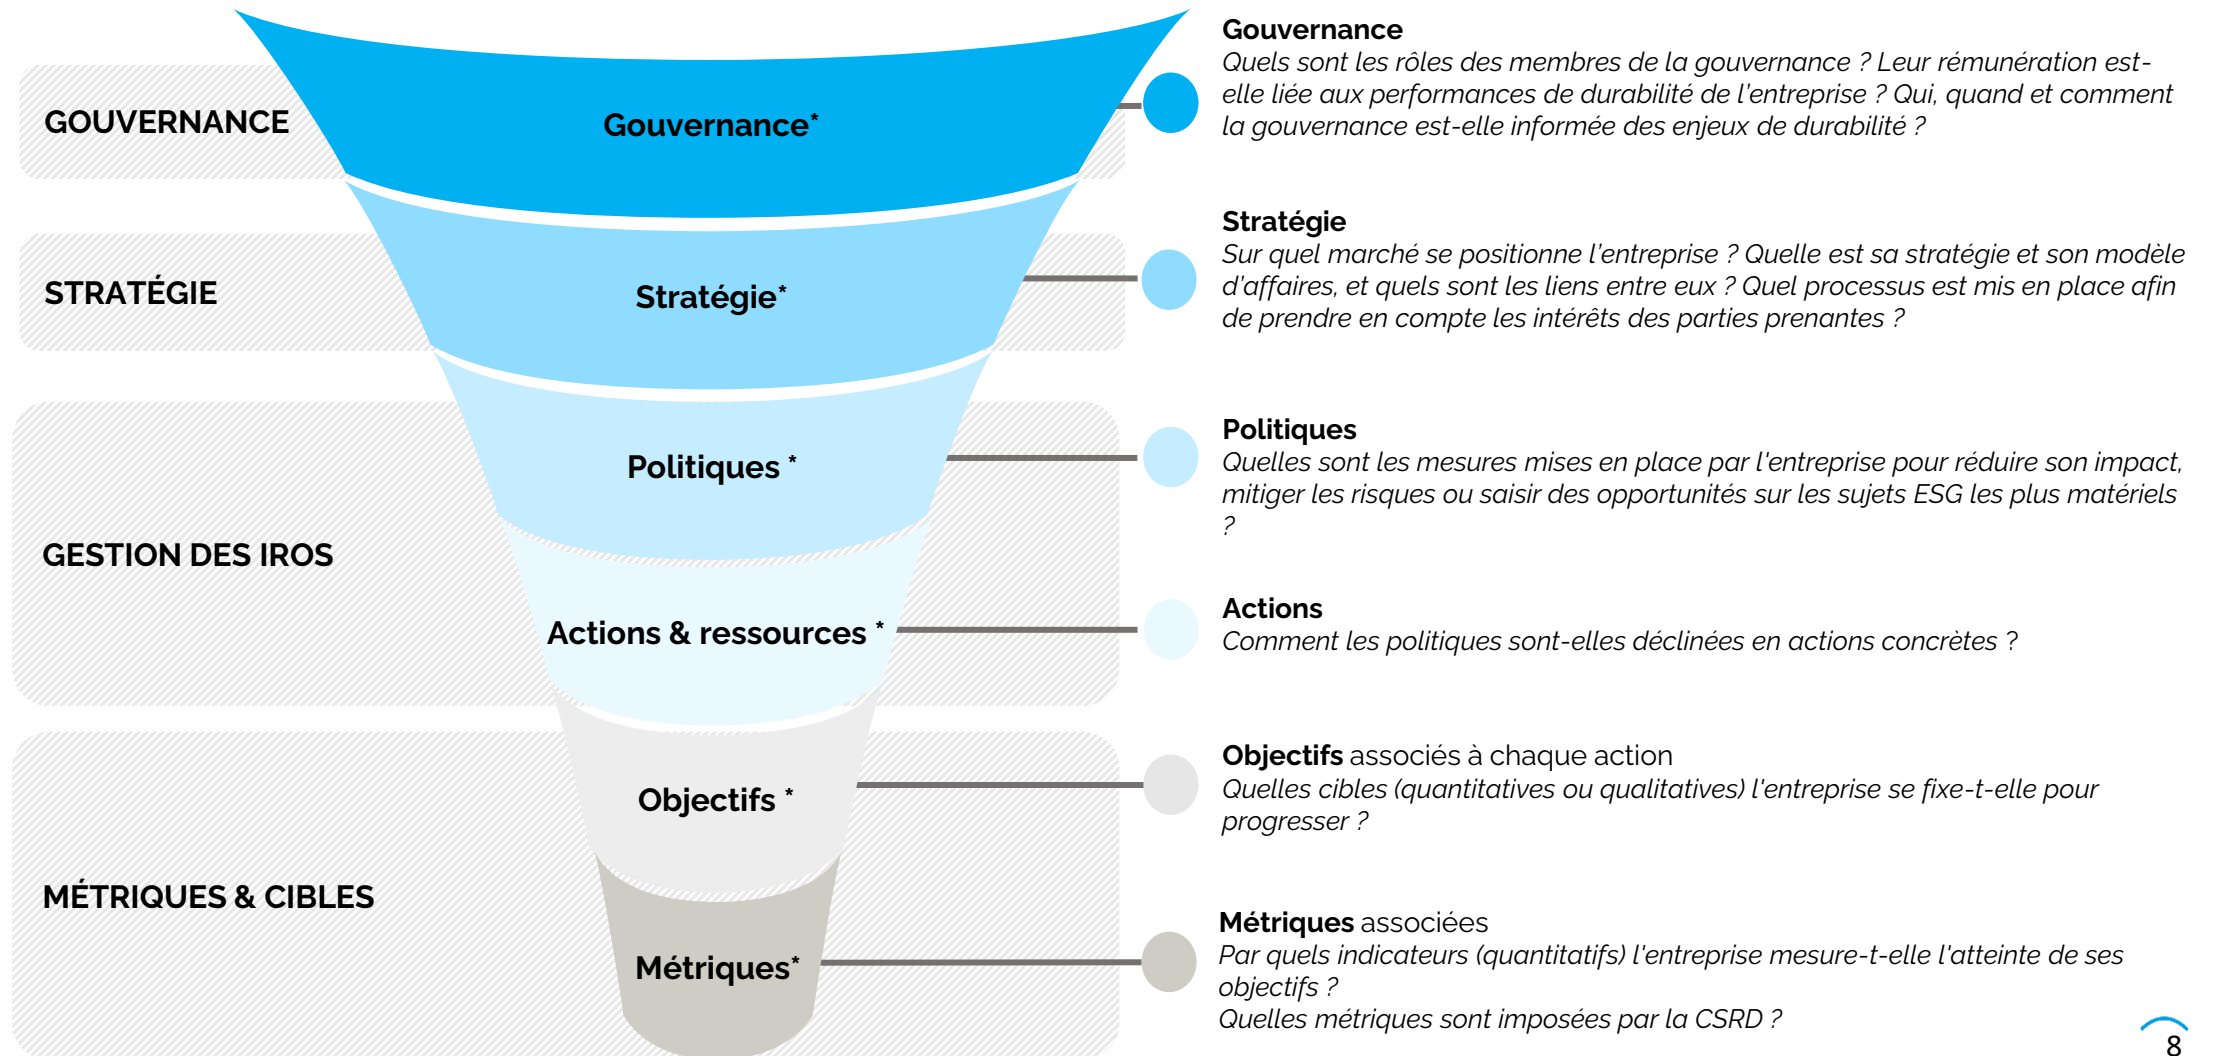 GOUVERNANCE
Gouvernance*
Gouvernance
Quels sont les rôles des membres de la gouvernance ? Leur rémunération est-
elle liée aux performances de durabilité de l'entreprise ? Qui, quand et comment
la gouvernance est-elle informée des enjeux de durabilité ?
STRATÉGIE
Stratégie*
Stratégie
Sur quel marché se positionne l'entreprise ? Quelle est sa stratégie et son modèle
d'affaires, et quels sont les liens entre eux ? Quel processus est mis en place afin
de prendre en compte les intérêts des parties prenantes ?
GESTION DES IROS
Politiques *
Politiques
Quelles sont les mesures mises en place par l'entreprise pour réduire son impact,
mitiger les risques ou saisir des opportunités sur les sujets ESG les plus matériels
?
Actions & ressources *
Actions
Comment les politiques sont-elles déclinées en actions concrètes ?
MÉTRIQUES & CIBLES
Objectifs *
Objectifs associés à chaque action
Quelles cibles (quantitatives ou qualitatives) l'entreprise se fixe-t-elle pour
progresser ?
Métriques*
Métriques associées
Par quels indicateurs (quantitatifs) l'entreprise mesure-t-elle l'atteinte de ses
objectifs ?
Quelles métriques sont imposées par la CSRD ?
8